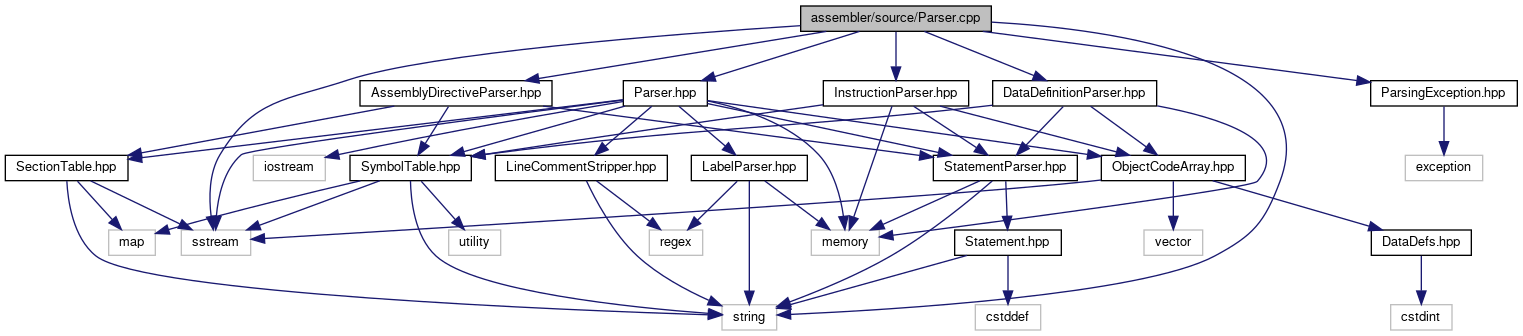 assembler/source/Parser.cpp
AssemblyDirectiveParser.hpp
Parser.hpp
InstructionParser.hpp
DataDefinitionParser.hpp
ParsingException.hpp
SectionTable.hpp
iostream
SymbolTable.hpp
LineCommentStripper.hpp
LabelParser.hpp
StatementParser.hpp
ObjectCodeArray.hpp
exception
map
sstream
utility
regex
memory
Statement.hpp
vector
DataDefs.hpp
string
cstddef
cstdint